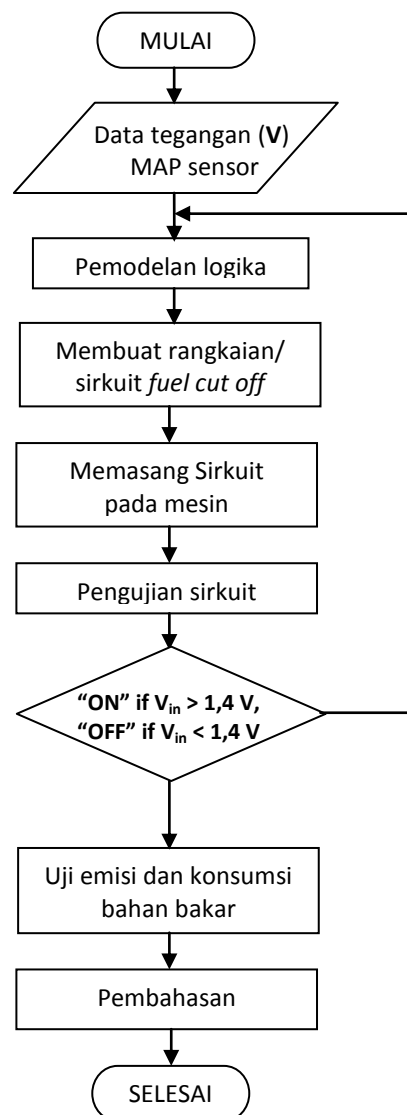 MULAI
Data tegangan (V)
MAP sensor
Pemodelan logika
Membuat rangkaian/
sirkuit fuel cut off
Memasang Sirkuit
pada mesin
Pengujian sirkuit
“ON” if Vin > 1,4 V,
“OFF” if Vin < 1,4 V
Uji emisi dan konsumsi
bahan bakar
Pembahasan
SELESAI